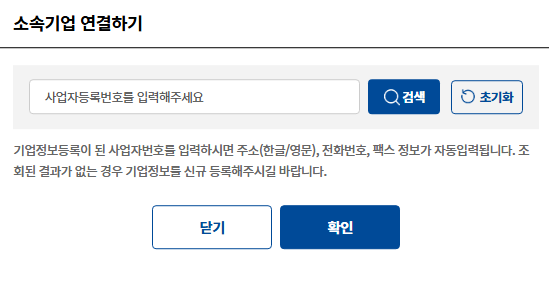 소속기업 연결하기
사업자등록번호를 입력해주세요
검색
초기화
기업정보등록이 된 사업자번호를 입력하시면 주소(한글/영문), 전화번호, 팩스 정보가 자동입력됩니다. 조
회된 결과가 없는 경우 기업정보를 신규 등록해주시길 바랍니다.
닫기
확인